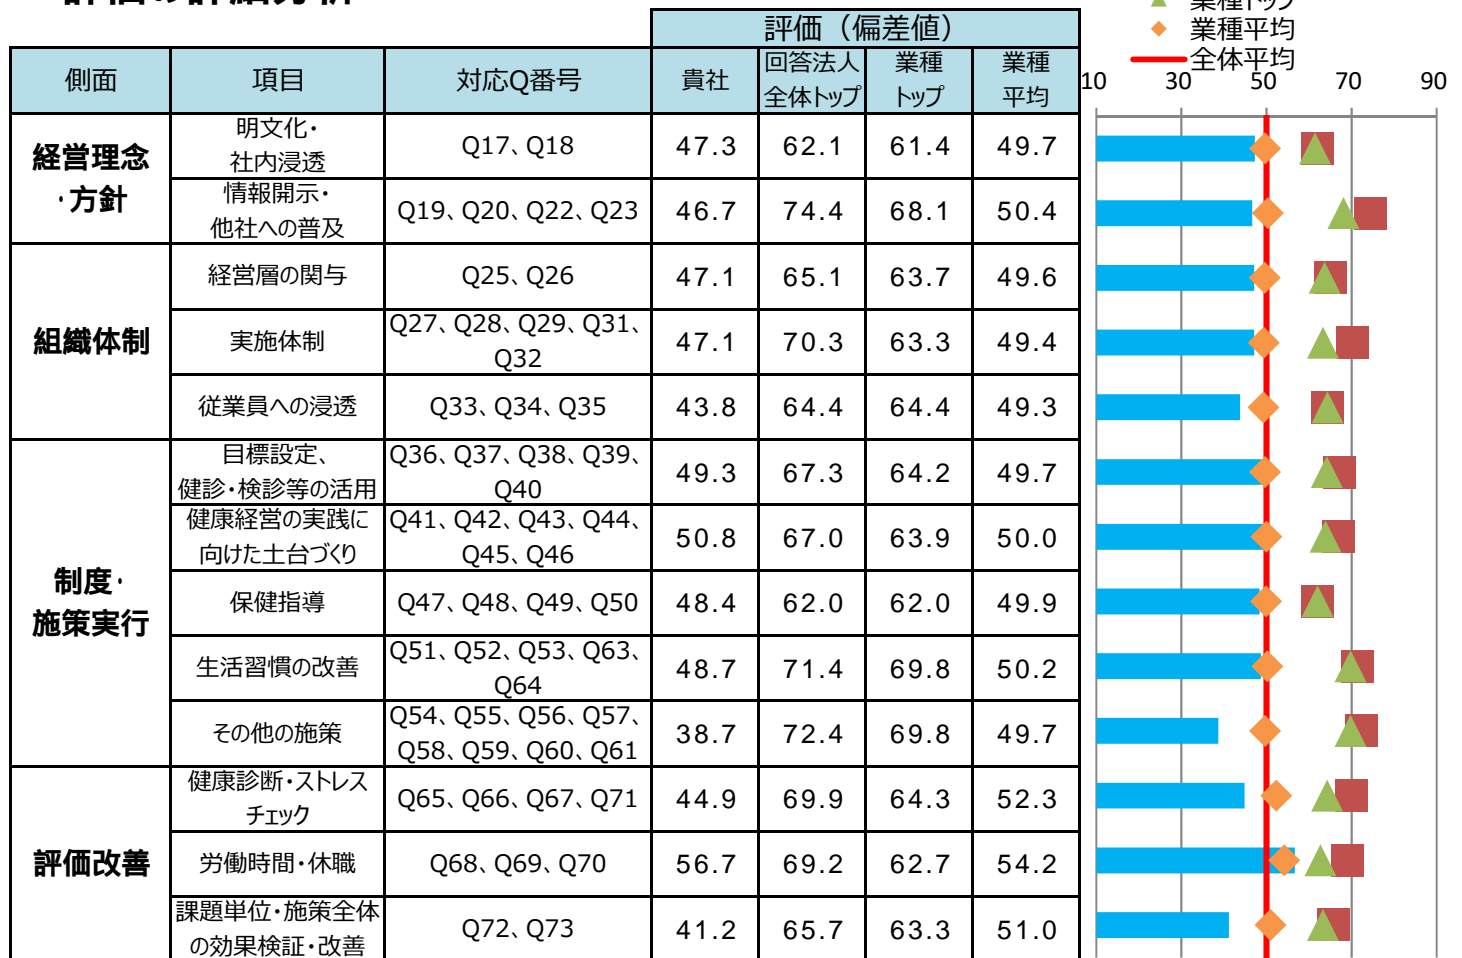 評価の詳細分析
業種トップ
業種平均
全体平均
評価（偏差値）
側面 項目 対応Q番号 貴社 回答法人 業種 業種
全体トップ トップ 平均
10 30 50 70 90
経営理念
・方針
明文化・
社内浸透
Q17、Q18 47.3 62.1 61.4 49.7
情報開示・
他社への普及
Q19、Q20、Q22、Q23 46.7 74.4 68.1 50.4
組織体制
経営層の関与 Q25、Q26 47.1 65.1 63.7 49.6
実施体制
Q27、Q28、Q29、Q31、
Q32
47.1 70.3 63.3 49.4
従業員への浸透 Q33、Q34、Q35 43.8 64.4 64.4 49.3
制度・
施策実行
目標設定、
健診・検診等の活用
Q36、Q37、Q38、Q39、
Q40
49.3 67.3 64.2 49.7
健康経営の実践に
向けた土台づくり
Q41、Q42、Q43、Q44、
Q45、Q46
50.8 67.0 63.9 50.0
保健指導 Q47、Q48、Q49、Q50 48.4 62.0 62.0 49.9
生活習慣の改善
Q51、Q52、Q53、Q63、
Q64
48.7 71.4 69.8 50.2
その他の施策
Q54、Q55、Q56、Q57、
Q58、Q59、Q60、Q61
38.7 72.4 69.8 49.7
評価改善
健康診断・ストレス
チェック
Q65、Q66、Q67、Q71 44.9 69.9 64.3 52.3
労働時間・休職 Q68、Q69、Q70 56.7 69.2 62.7 54.2
課題単位・施策全体
の効果検証・改善
Q72、Q73 41.2 65.7 63.3 51.0